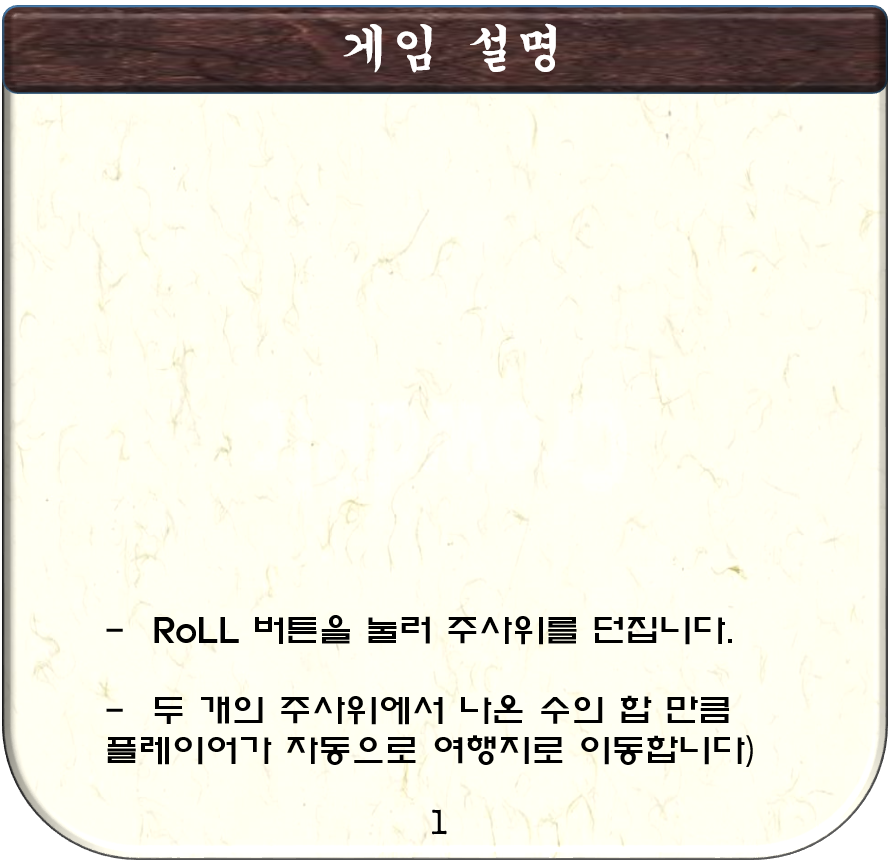 게임 설명
- RoLL 버튼을 눌러 주사위를 던집니다.
- 두 개의 주사위에서 나온 수의 합 만큼
플레이어가 자동으로 여행지로 이동합니다)
1